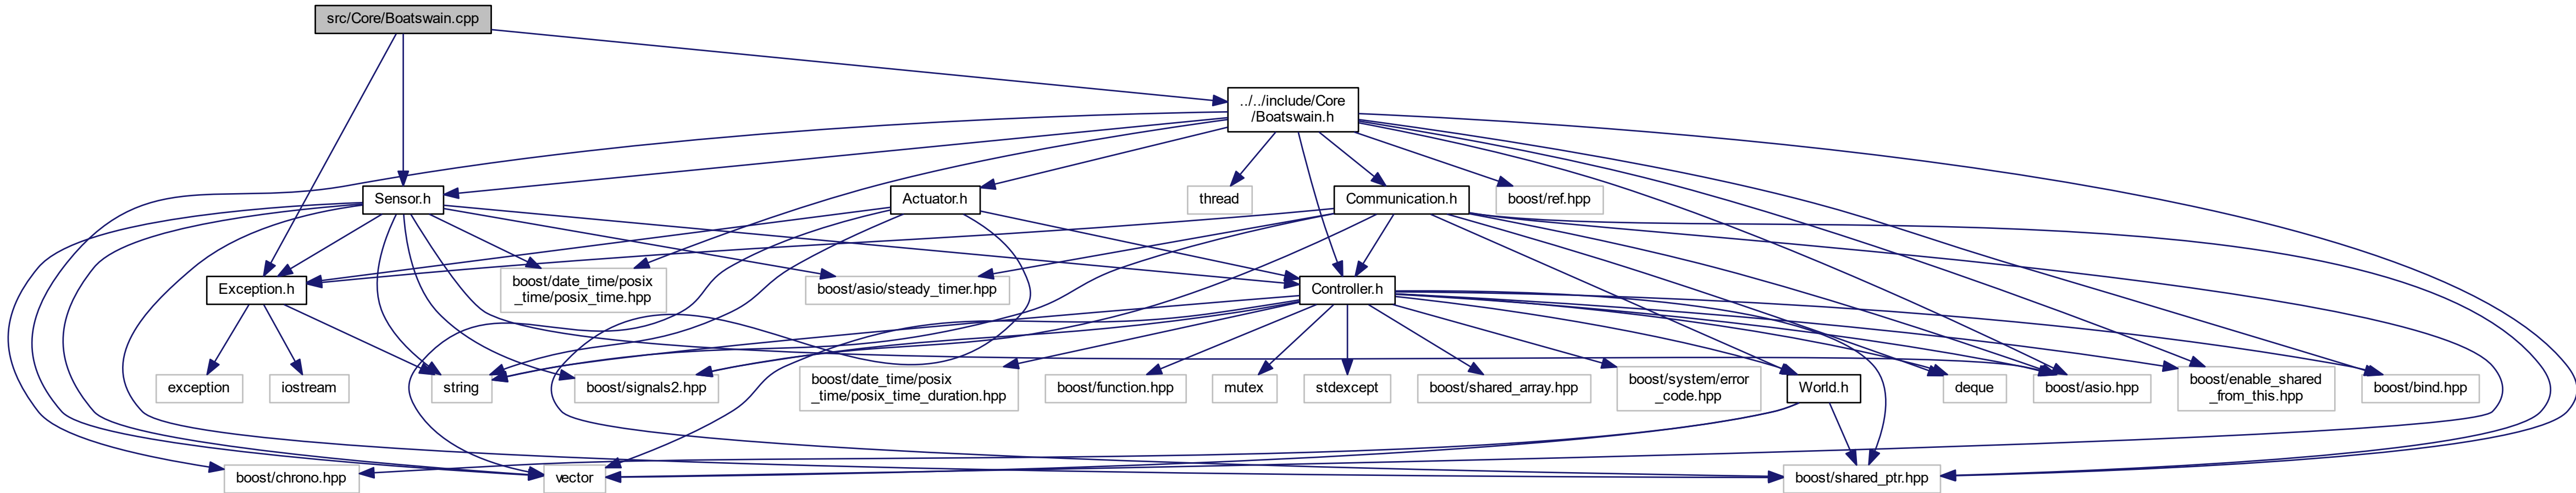 src/Core/Boatswain.cpp
../../include/Core
/Boatswain.h
Sensor.h
Actuator.h
thread
Communication.h
boost/ref.hpp
Exception.h
boost/date_time/posix
_time/posix_time.hpp
boost/asio/steady_timer.hpp
Controller.h
exception
iostream
string
boost/signals2.hpp
boost/date_time/posix
_time/posix_time_duration.hpp
boost/function.hpp
mutex
stdexcept
boost/shared_array.hpp
boost/system/error
_code.hpp
World.h
deque
boost/asio.hpp
boost/enable_shared
_from_this.hpp
boost/bind.hpp
boost/chrono.hpp
vector
boost/shared_ptr.hpp